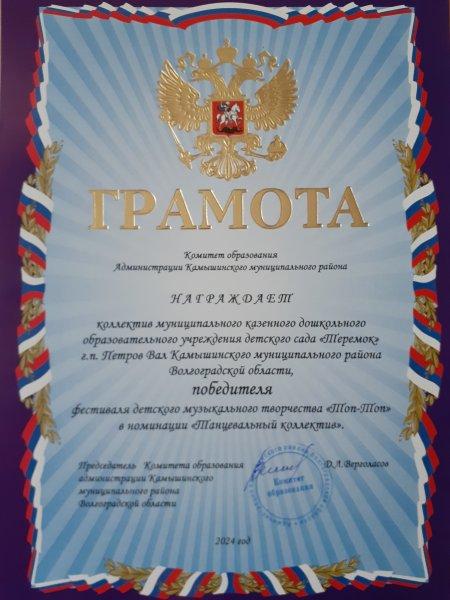 ГРАМОТА
Комитет образования
Администрации Камышинского муниципального района
НАГРАЖДАЕТ
коллектив муниципального казенного дошкольного
образовательного учреждения детского сада «Теремок»
г.п. Петров Вал Камышинского муниципального района
Волгоградской области,
победителя
фестиваля детского музыкального творчества «Топ-Топ»
в номинации «Танцевальный коллектив».
Председатель Комитета образования Д.А.Верголасов
администрации Камышинского
муниципального района
Волгоградской области
Комитет
образования
2024 год